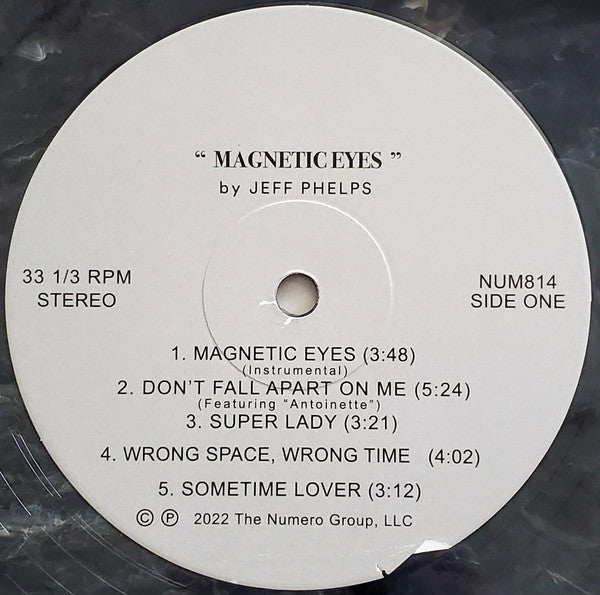 “ MAGNETIC EYES ”
by JEFF PHELPS
33 1/3 RPM
STEREO
NUM814
SIDE ONE
1. MAGNETIC EYES (3:48)
(Instrumental)
2. DON'T FALL APART ON ME (5:24)
(Featuring "Antoinette")
3. SUPER LADY (3:21)
4. WRONG SPACE, WRONG TIME (4:02)
5. SOMETIME LOVER (3:12)
© ℗ 2022 The Numero Group, LLC